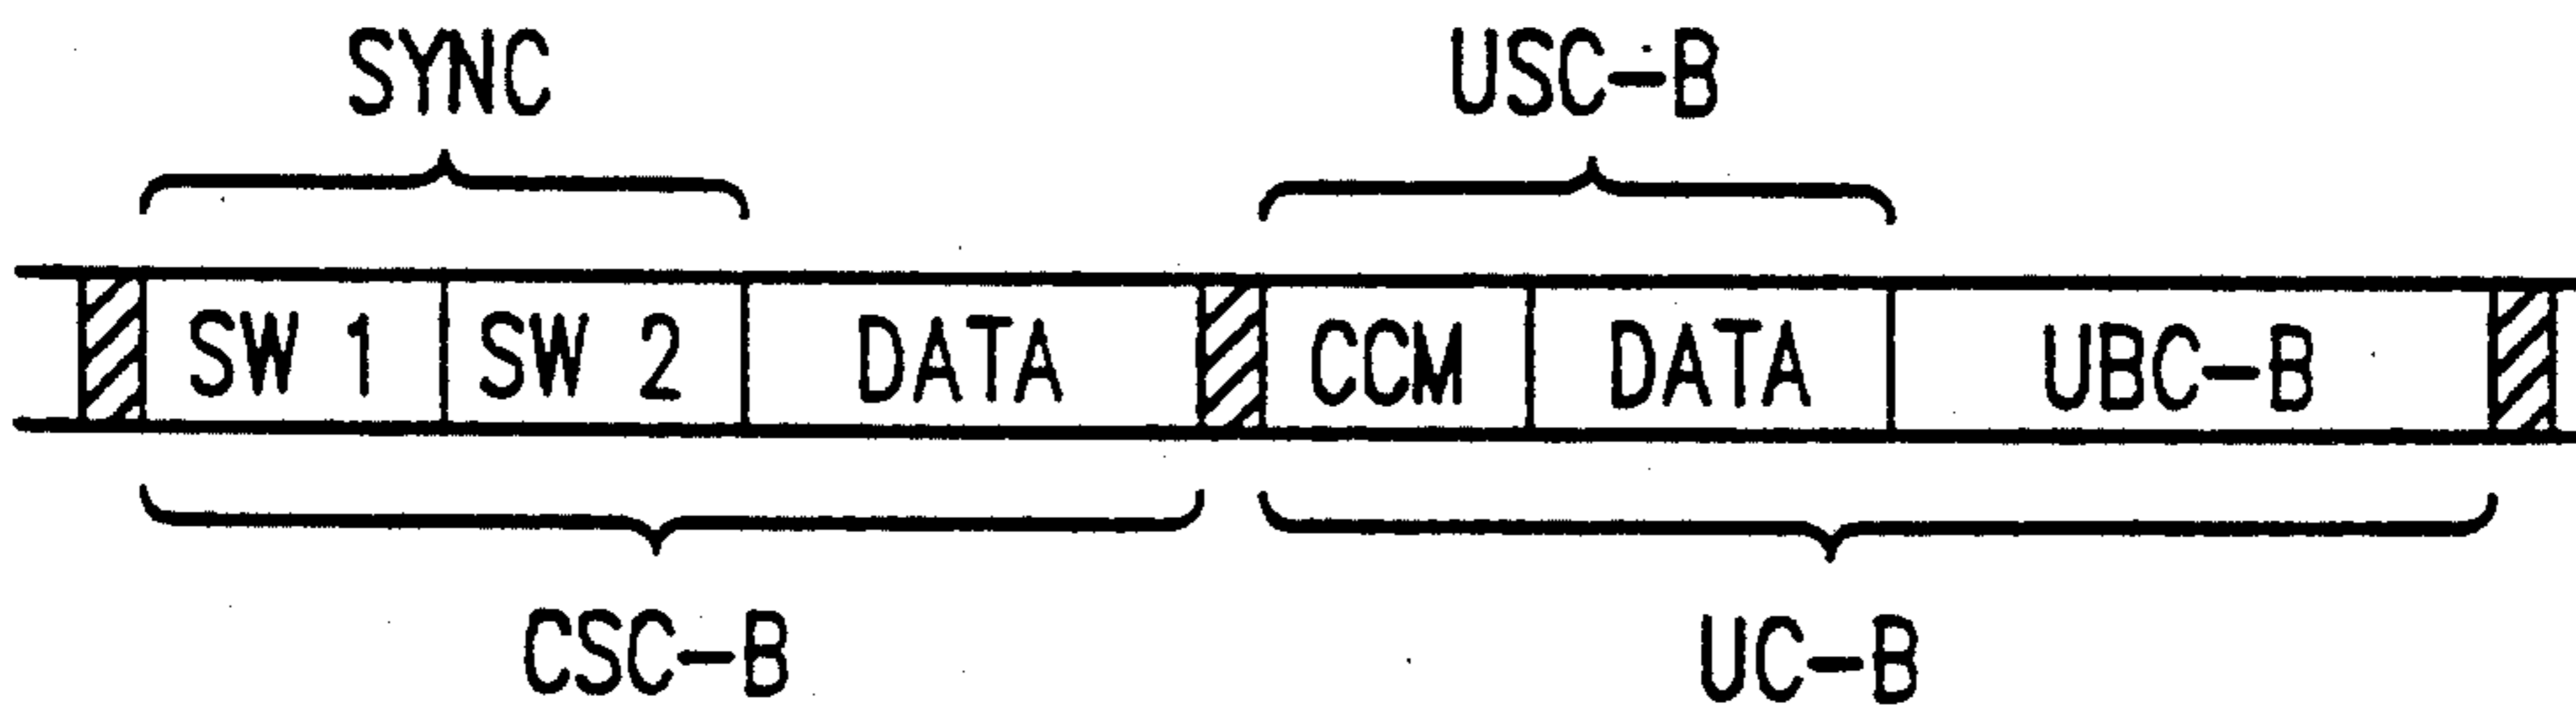 SYNC USC-B
SW 1 SW 2 DATA CCM DATA UBC-B
CSC-B UC-B